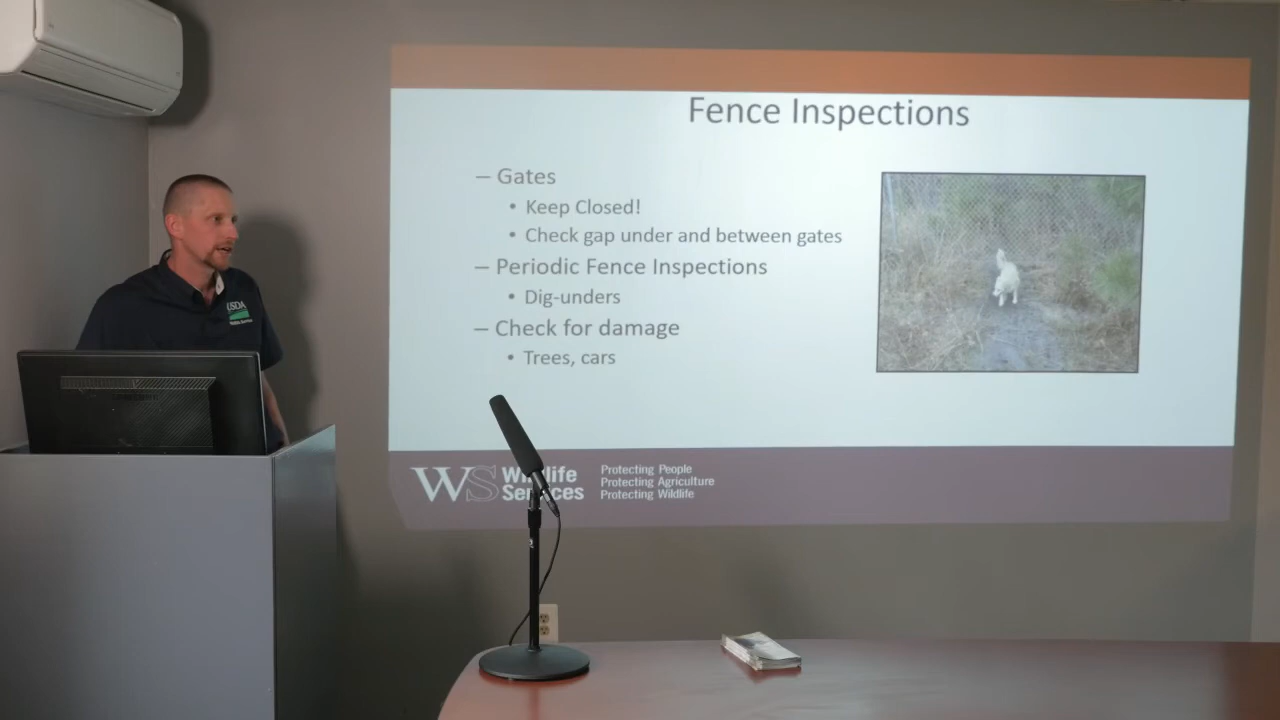 Fence Inspections
– Gates
• Keep Closed!
• Check gap under and between gates
– Periodic Fence Inspections
• Dig-unders
– Check for damage
• Trees, cars
USDA
WS Wildlife Services
Protecting People
Protecting Agriculture
Protecting Wildlife